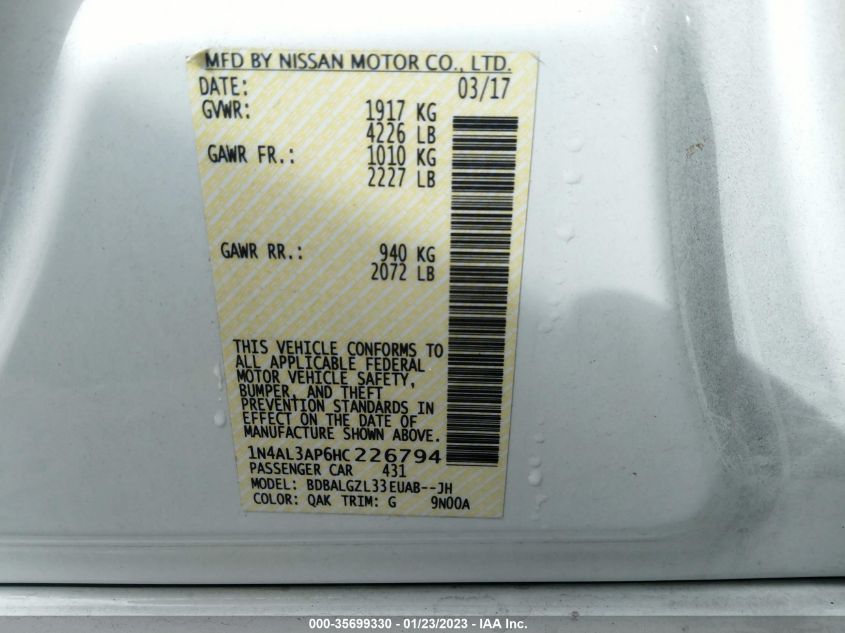 MFD BY NISSAN MOTOR CO., LTD.
DATE: 03/17
GVWR: 1917 KG
4226 LB
GAWR FR.: 1010 KG
2227 LB
GAWR RR.: 940 KG
2072 LB
THIS VEHICLE CONFORMS TO
ALL APPLICABLE FEDERAL
MOTOR VEHICLE SAFETY,
BUMPER, AND THEFT
PREVENTION STANDARDS IN
EFFECT ON THE DATE OF
MANUFACTURE SHOWN ABOVE.
1N4AL3AP6HC226794
PASSENGER CAR 431
MODEL: BDBALGZL33EUAB--JH
COLOR: QAK TRIM: G 9N00A
000-35699330 - 01/23/2023 - IAA Inc.